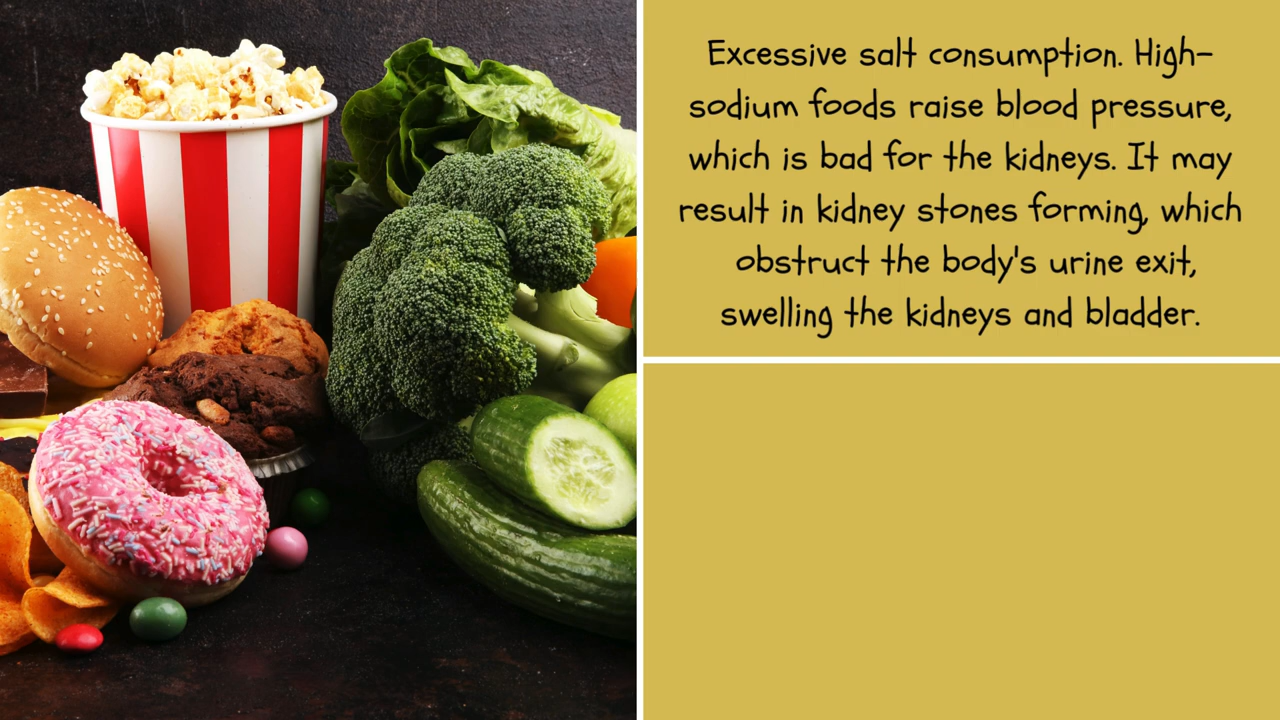 Excessive salt consumption. High-
sodium foods raise blood pressure,
which is bad for the kidneys. It may
result in kidney stones forming, which
obstruct the body's urine exit,
swelling the kidneys and bladder.